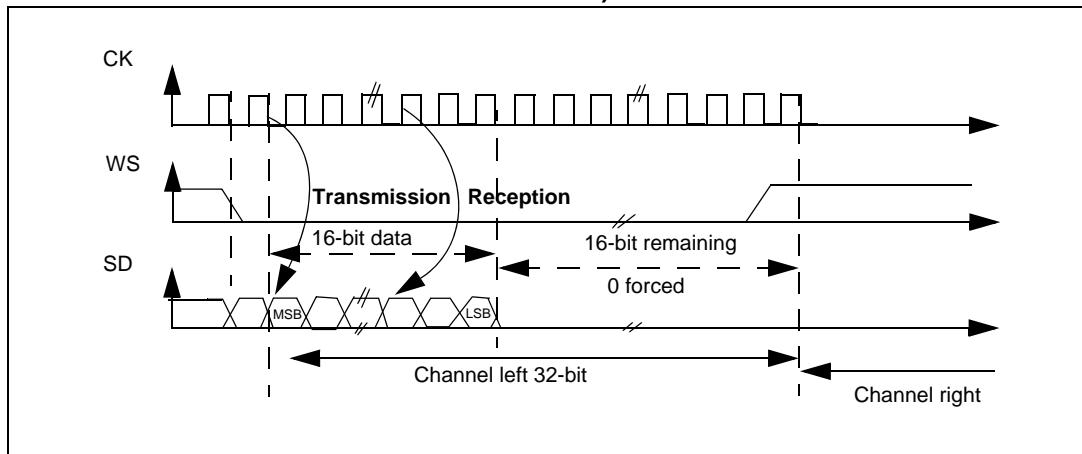 CK
WS
Transmission Reception
16-bit data
16-bit remaining
SD
0 forced
MSB
LSB
Channel left 32-bit
Channel right